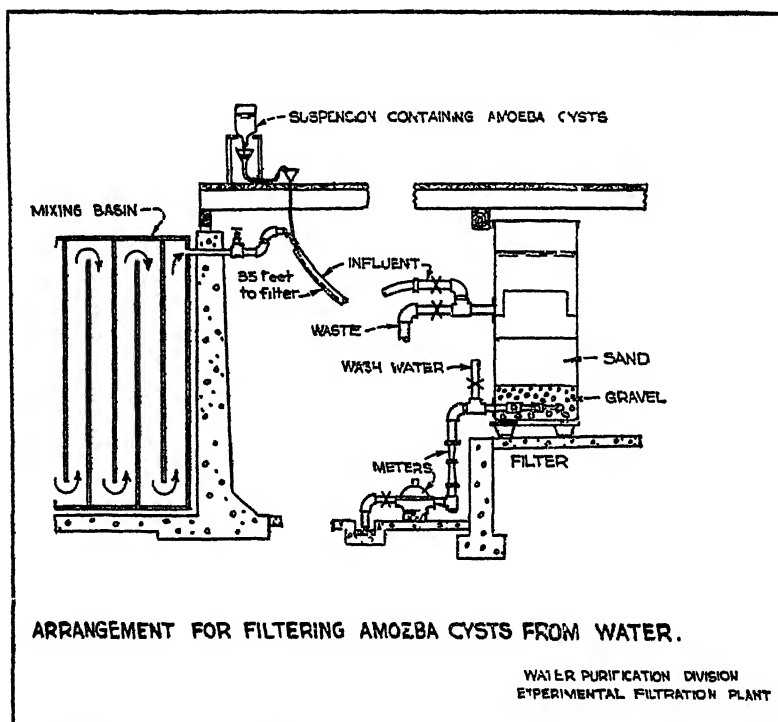 SUSPENSION CONTAINING AMOEBA CYSTS
MIXING BASIN
35 feet
to filter
INFLUENT
WASTE
WASH WATER
SAND
GRAVEL
METERS
FILTER
ARRANGEMENT FOR FILTERING AMOEBA CYSTS FROM WATER.
WATER PURIFICATION DIVISION
EXPERIMENTAL FILTRATION PLANT